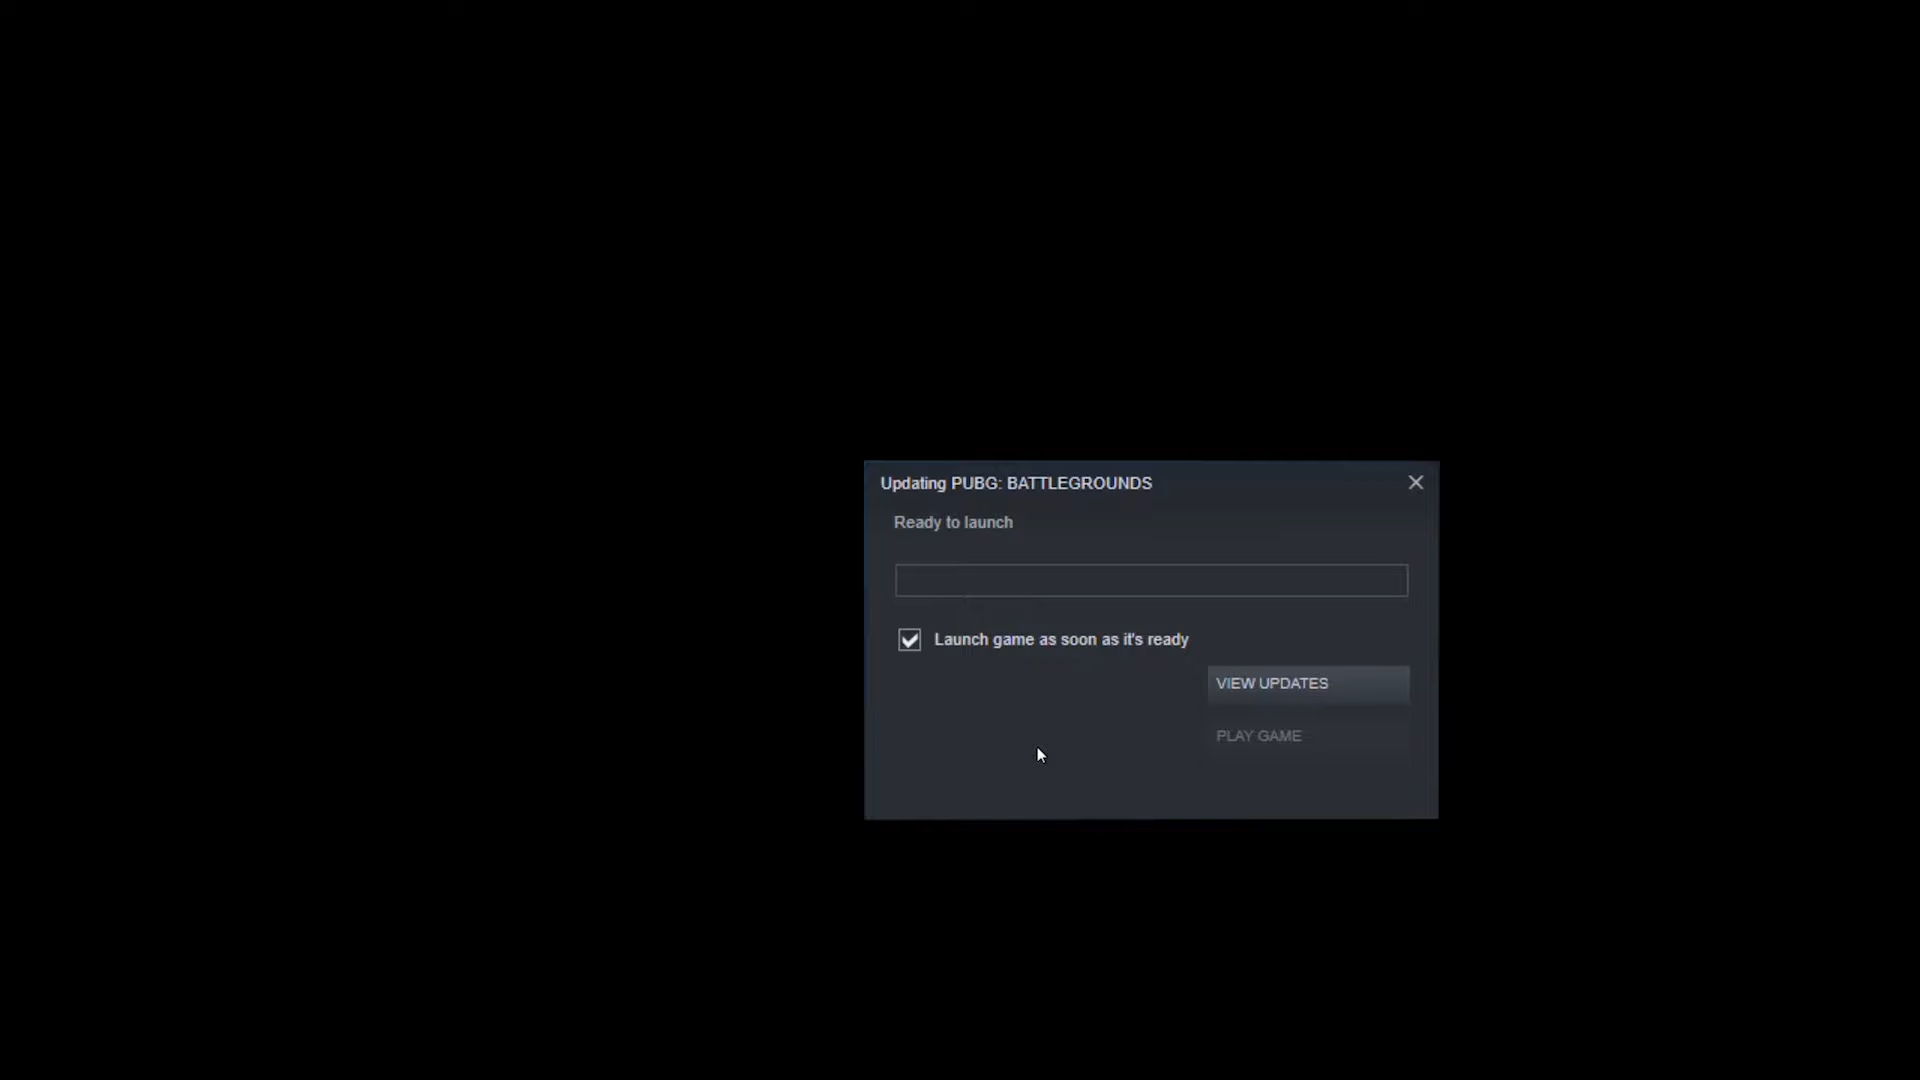 Updating PUBG: BATTLEGROUNDS
Ready to launch
Launch game as soon as it's ready
VIEW UPDATES
PLAY GAME